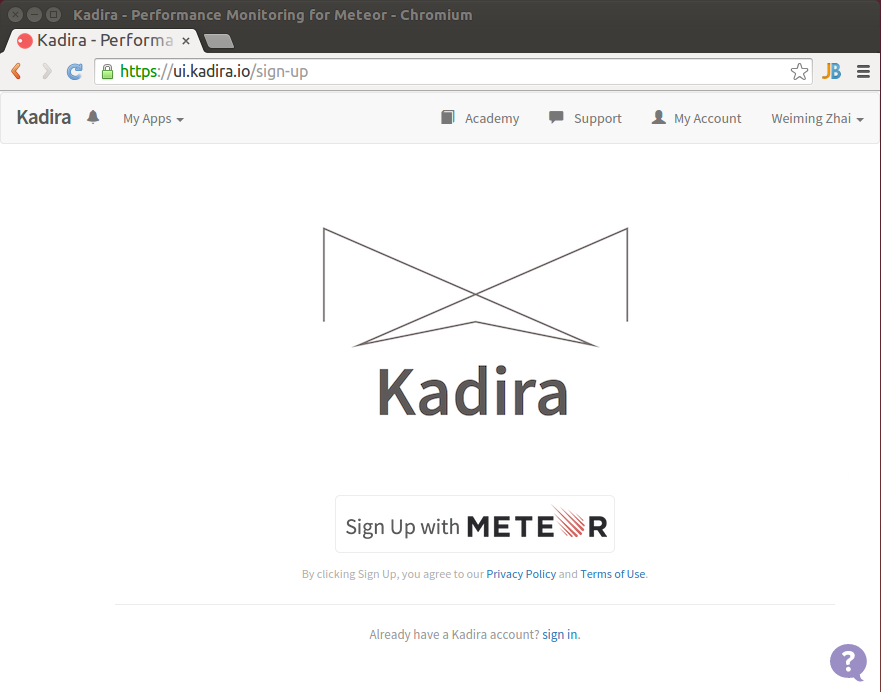 Kadira - Performance Monitoring for Meteor - Chromium
Kadira - Performa
https://ui.kadira.io/sign-up
JB
Kadira My Apps Academy Support My Account Weiming Zhai
Kadira
Sign Up with METEOR
By clicking Sign Up, you agree to our Privacy Policy and Terms of Use.
Already have a Kadira account? sign in.
?